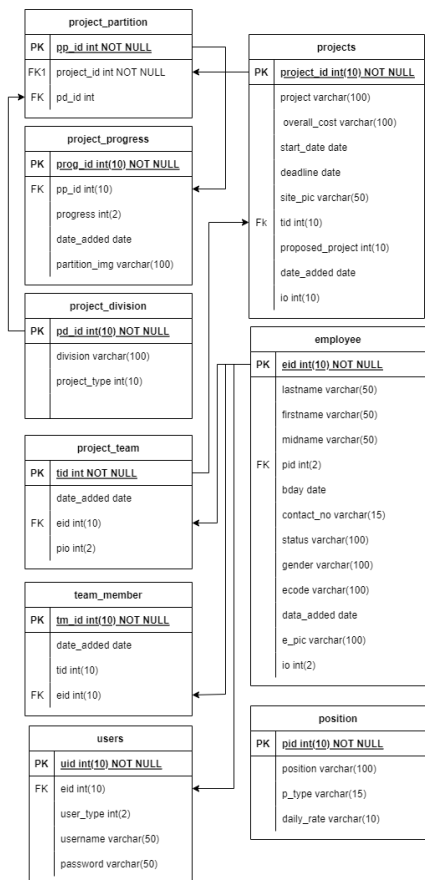 project_partition
PK pp_id int NOT NULL
FK1 project_id int NOT NULL
FK pd_id int
project_progress
PK prog_id int(10) NOT NULL
FK pp_id int(10)
progress int(2)
date_added date
partition_img varchar(100)
project_division
PK pd_id int(10) NOT NULL
division varchar(100)
project_type int(10)
project_team
PK tid int NOT NULL
date_added date
FK eid int(10)
pio int(2)
team_member
PK tm_id int(10) NOT NULL
date_added date
tid int(10)
FK eid int(10)
users
PK uid int(10) NOT NULL
FK eid int(10)
user_type int(2)
username varchar(50)
password varchar(50)
projects
PK project_id int(10) NOT NULL
project varchar(100)
overall_cost varchar(100)
start_date date
deadline date
site_pic varchar(50)
Fk tid int(10)
proposed_project int(10)
date_added date
io int(10)
employee
PK eid int(10) NOT NULL
lastname varchar(50)
firstname varchar(50)
midname varchar(50)
FK pid int(2)
bday date
contact_no varchar(15)
status varchar(100)
gender varchar(100)
ecode varchar(100)
data_added date
e_pic varchar(100)
io int(2)
position
PK pid int(10) NOT NULL
position varchar(100)
p_type varchar(15)
daily_rate varchar(10)